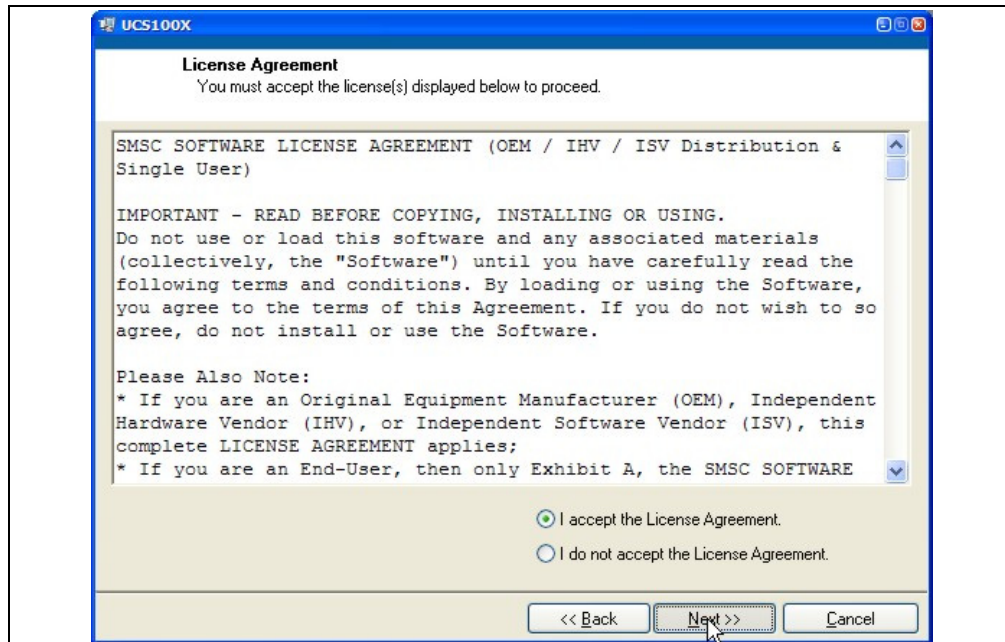 UCS100X
License Agreement
You must accept the license(s) displayed below to proceed.
SMSC SOFTWARE LICENSE AGREEMENT (OEM / IHV / ISV Distribution &
Single User)
IMPORTANT - READ BEFORE COPYING, INSTALLING OR USING.
Do not use or load this software and any associated materials
(collectively, the "Software") until you have carefully read the
following terms and conditions. By loading or using the Software,
you agree to the terms of this Agreement. If you do not wish to so
agree, do not install or use the Software.
Please Also Note:
* If you are an Original Equipment Manufacturer (OEM), Independent
Hardware Vendor (IHV), or Independent Software Vendor (ISV), this
complete LICENSE AGREEMENT applies;
* If you are an End-User, then only Exhibit A, the SMSC SOFTWARE
I accept the License Agreement.
I do not accept the License Agreement.
<< Back Next >> Cancel